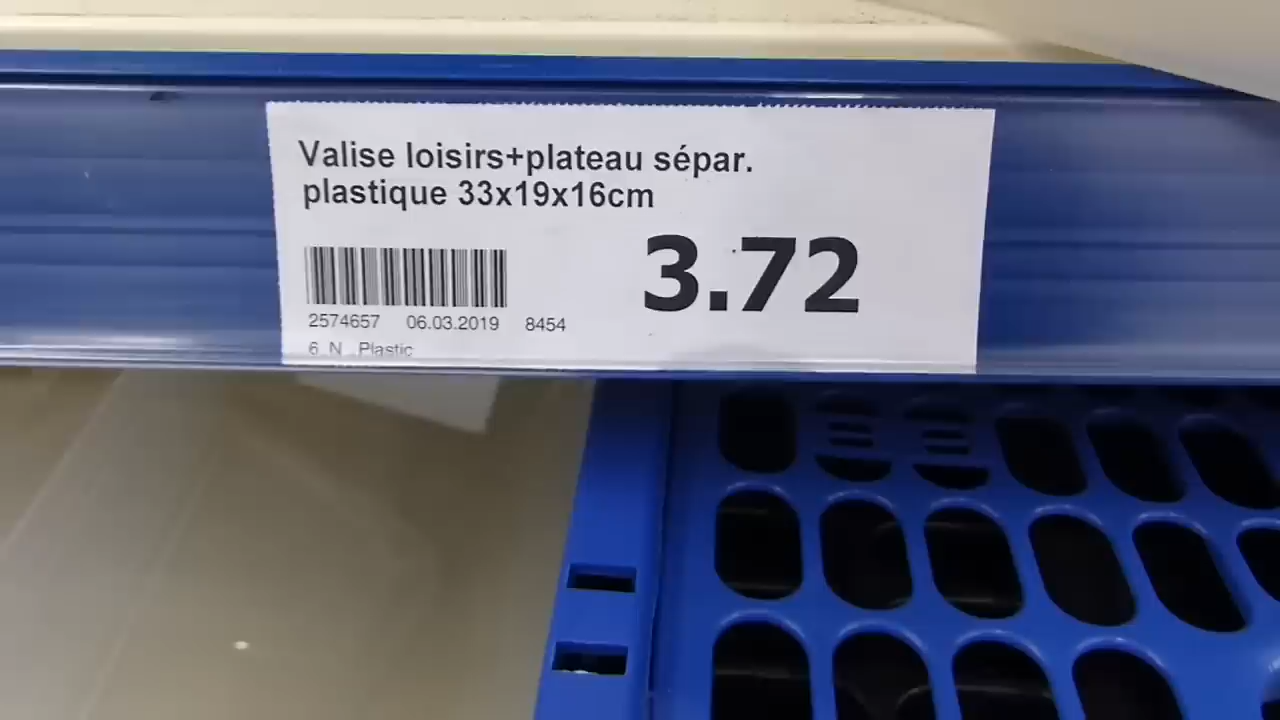 Valise loisirs+plateau sépar.
plastique 33x19x16cm
3.72
2574657 06.03.2019 8454
6 N Plastic